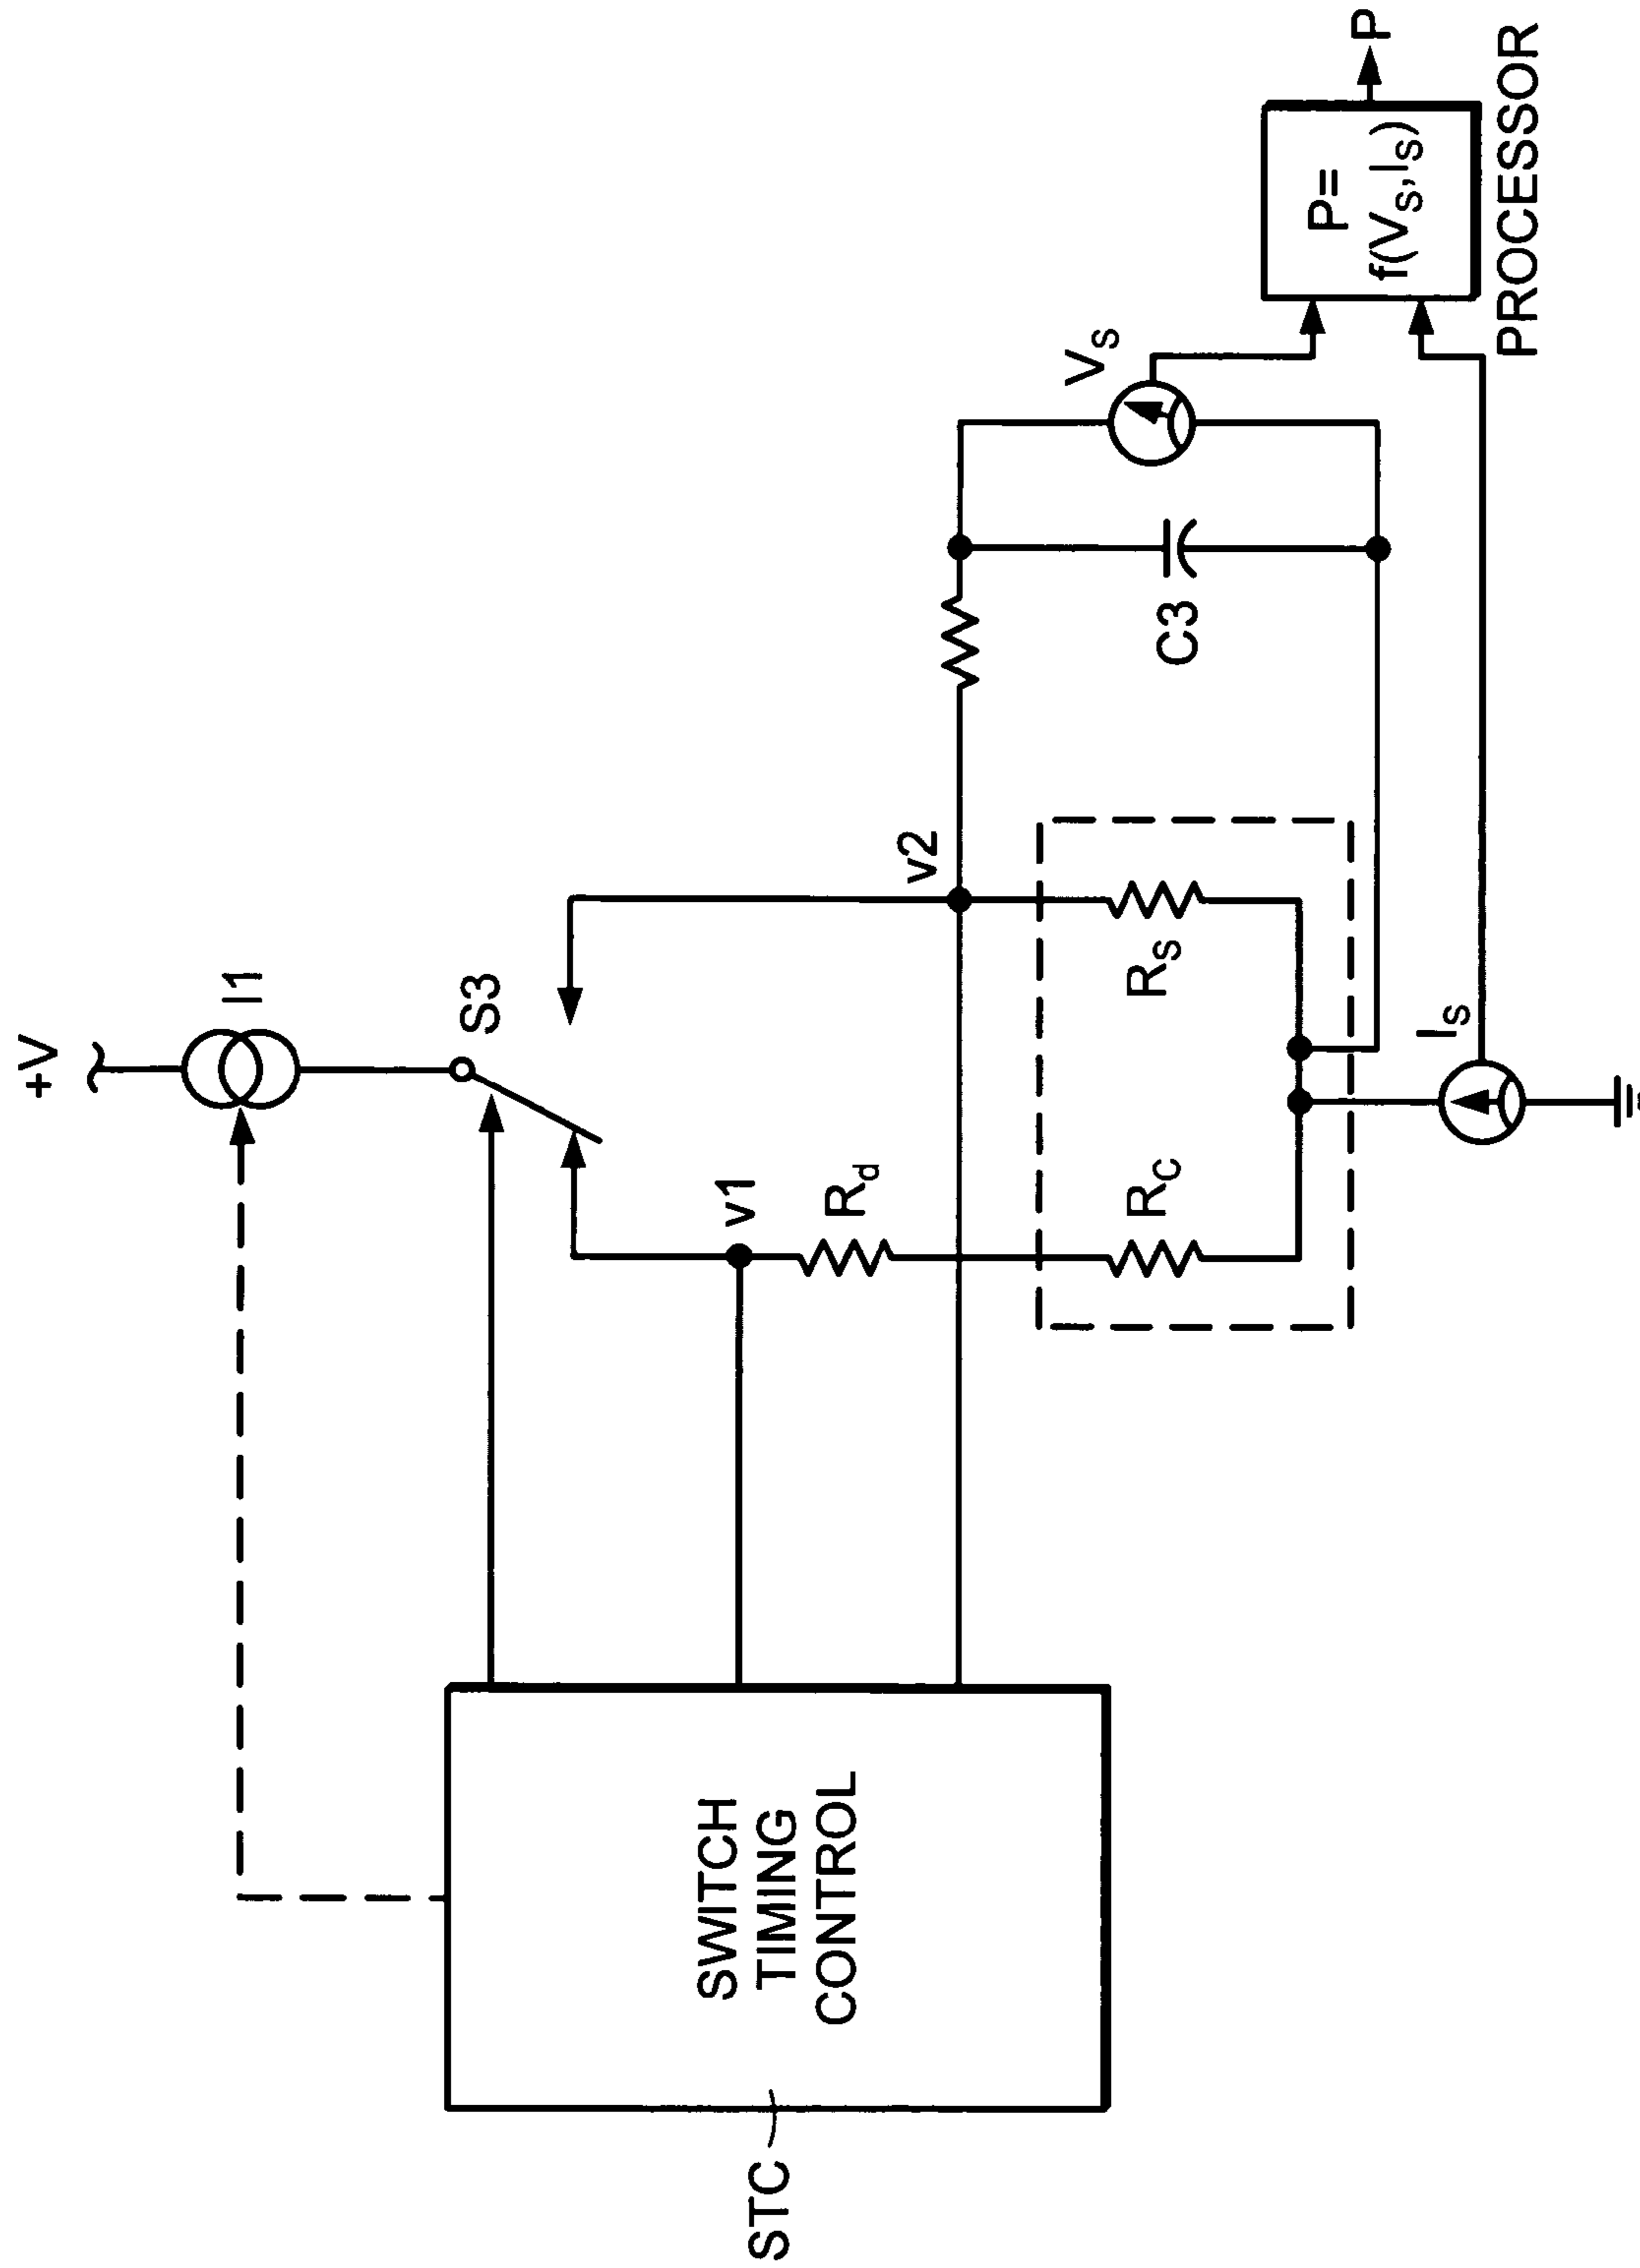 +V
I1
S3
v1
v2
Rd
RC
RS
IS
C3
VS
P=
f(VS,IS)
P
PROCESSOR
SWITCH
TIMING
CONTROL
STC